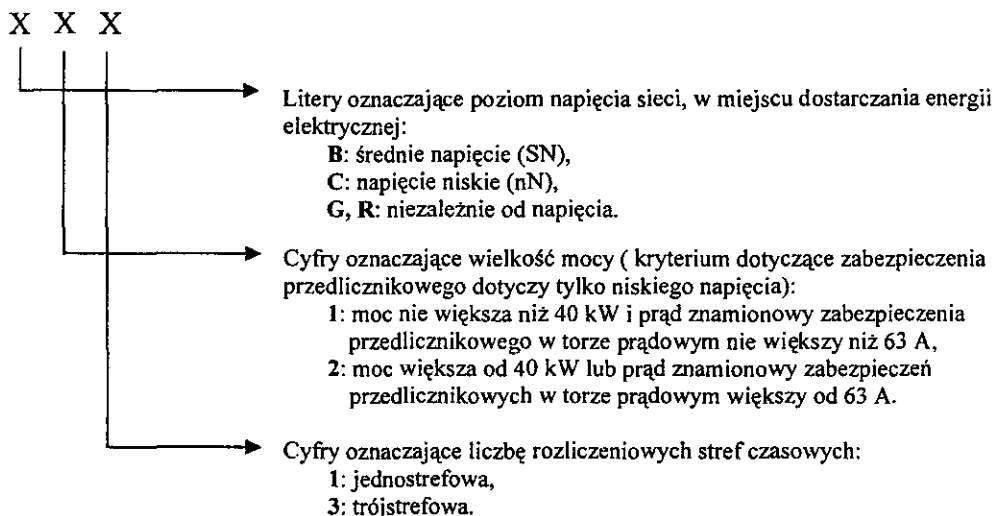 X X X
Litery oznaczające poziom napięcia sieci, w miejscu dostarczania energii
elektrycznej:
B: średnie napięcie (SN),
C: napięcie niskie (nN),
G, R: niezależnie od napięcia.
Cyfry oznaczające wielkość mocy ( kryterium dotyczące zabezpieczenia
przedlicznikowego dotyczy tylko niskiego napięcia):
1: moc nie większa niż 40 kW i prąd znamionowy zabezpieczenia
przedlicznikowego w torze prądowym nie większy niż 63 A,
2: moc większa od 40 kW lub prąd znamionowy zabezpieczeń
przedlicznikowych w torze prądowym większy od 63 A.
Cyfry oznaczające liczbę rozliczeniowych stref czasowych:
1: jednostrefowa,
3: trójstrefowa.